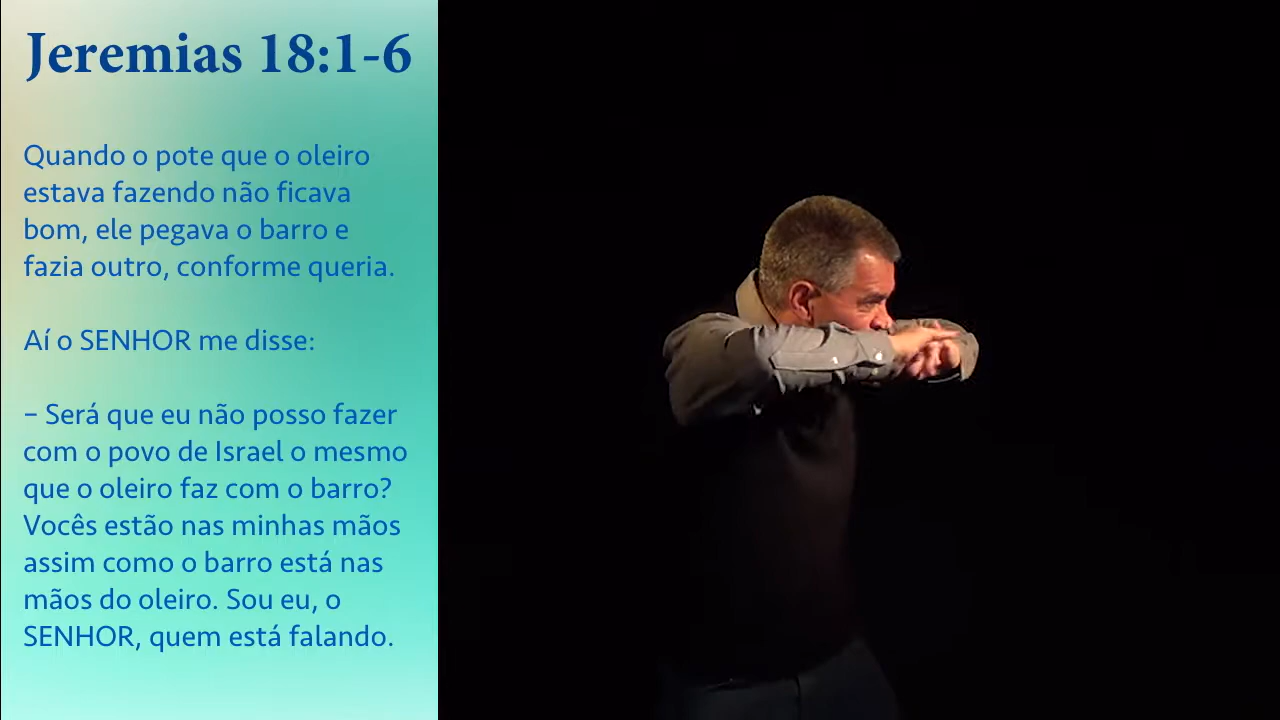 Jeremias 18:1-6
Quando o pote que o oleiro
estava fazendo não ficava
bom, ele pegava o barro e
fazia outro, conforme queria.
Aí o SENHOR me disse:
– Será que eu não posso fazer
com o povo de Israel o mesmo
que o oleiro faz com o barro?
Vocês estão nas minhas mãos
assim como o barro está nas
mãos do oleiro. Sou eu, o
SENHOR, quem está falando.